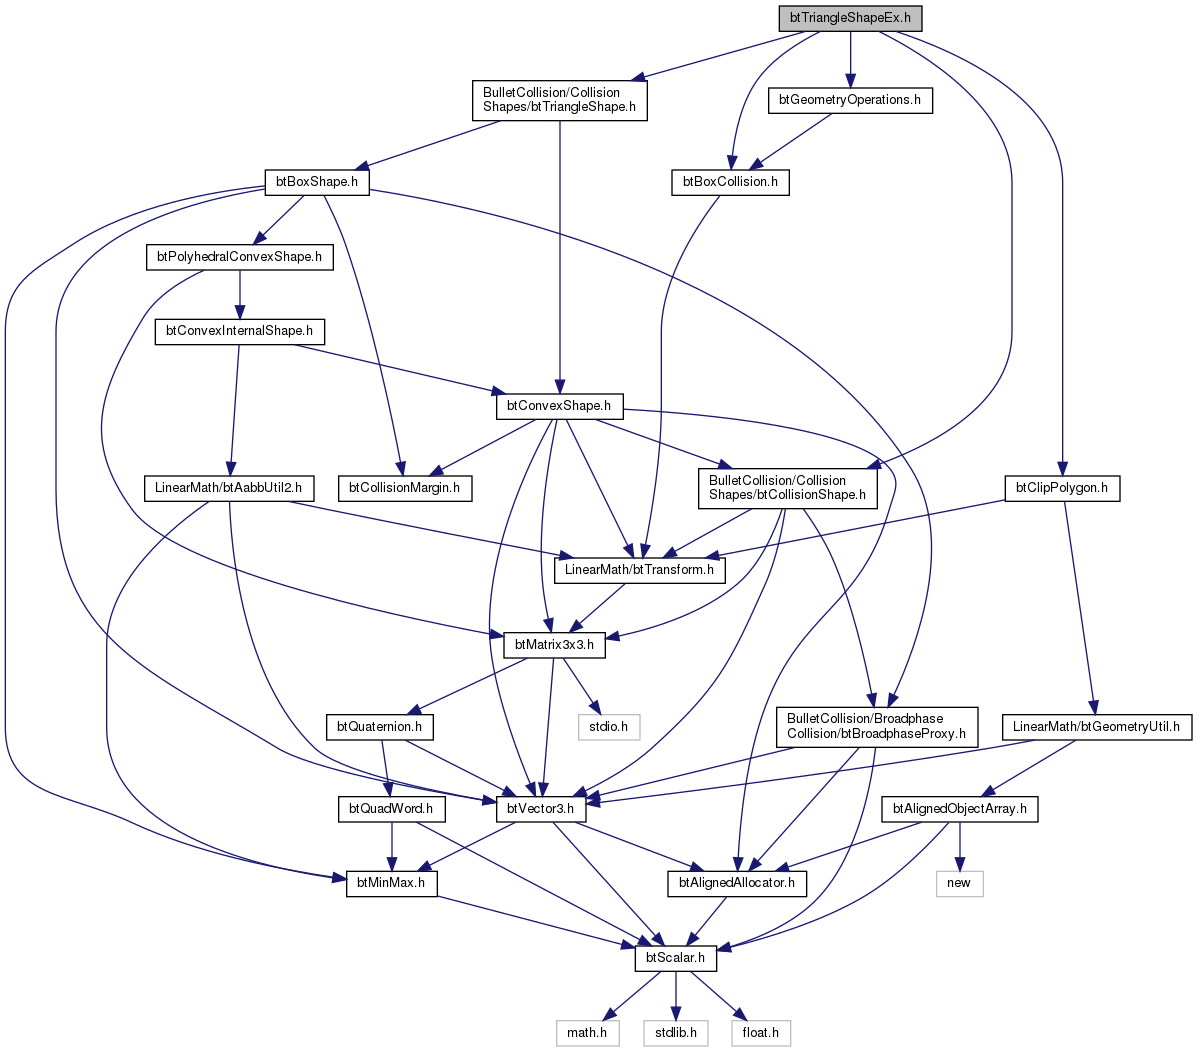 btTriangleShapeEx.h
BulletCollision/Collision
Shapes/btTriangleShape.h
btGeometryOperations.h
btBoxShape.h
btBoxCollision.h
btPolyhedralConvexShape.h
btConvexInternalShape.h
btConvexShape.h
LinearMath/btAabbUtil2.h
btCollisionMargin.h
BulletCollision/Collision
Shapes/btCollisionShape.h
btClipPolygon.h
LinearMath/btTransform.h
btMatrix3x3.h
btQuaternion.h
stdio.h
BulletCollision/Broadphase
Collision/btBroadphaseProxy.h
LinearMath/btGeometryUtil.h
btQuadWord.h
btVector3.h
btAlignedObjectArray.h
btMinMax.h
btAlignedAllocator.h
new
btScalar.h
math.h
stdlib.h
float.h